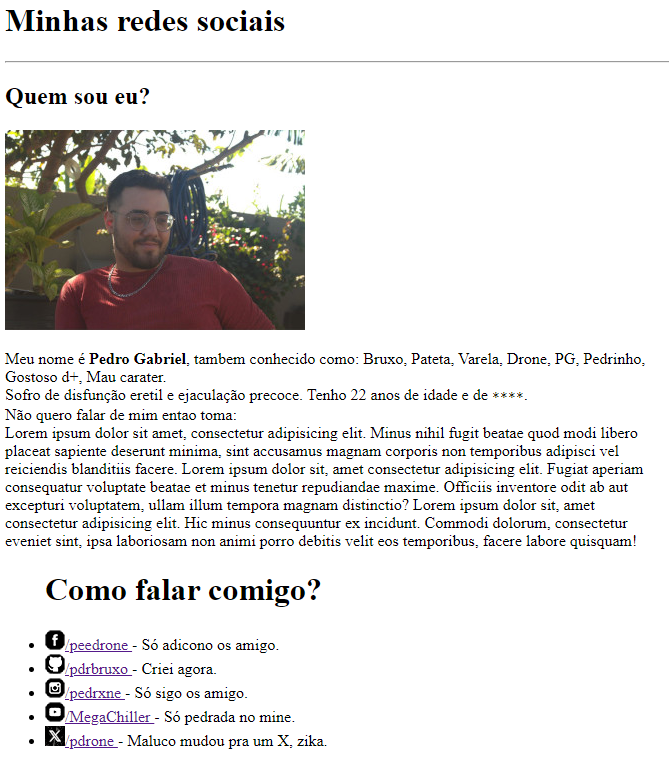 Minhas redes sociais
Quem sou eu?
Meu nome é Pedro Gabriel, tambem conhecido como: Bruxo, Pateta, Varela, Drone, PG, Pedrinho,
Gostoso d+, Mau carater.
Sofro de disfunção eretil e ejaculação precoce. Tenho 22 anos de idade e de ****.
Não quero falar de mim entao toma:
Lorem ipsum dolor sit amet, consectetur adipisicing elit. Minus nihil fugit beatae quod modi libero
placeat sapiente deserunt minima, sint accusamus magnam corporis non temporibus adipisci vel
reiciendis blanditiis facere. Lorem ipsum dolor sit, amet consectetur adipisicing elit. Fugiat aperiam
consequatur voluptate beatae et minus tenetur repudiandae maxime. Officiis inventore odit ab aut
excepturi voluptatem, ullam illum tempora magnam distinctio? Lorem ipsum dolor sit, amet
consectetur adipisicing elit. Hic minus consequuntur ex incidunt. Commodi dolorum, consectetur
eveniet sint, ipsa laboriosam non animi porro debitis velit eos temporibus, facere labore quisquam!
Como falar comigo?
/peedrone - Só adicono os amigo.
/pdrbruxo - Criei agora.
/pedrxne - Só sigo os amigo.
/MegaChiller - Só pedrada no mine.
/pdrone - Maluco mudou pra um X, zika.